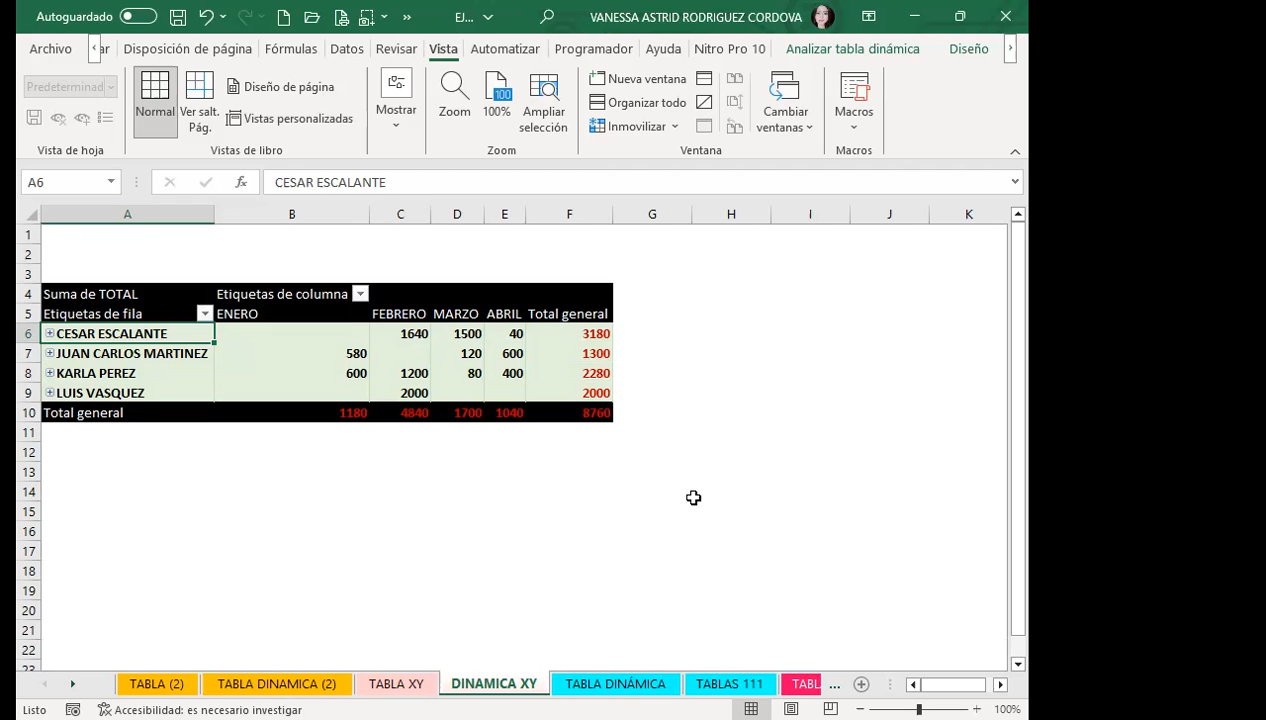 Autoguardado EJ... VANESSA ASTRID RODRIGUEZ CORDOVA
Archivo ar Disposición de página Fórmulas Datos Revisar Vista Automatizar Programador Ayuda Nitro Pro 10 Analizar tabla dinámica Diseño
Predeterminad Normal Ver salt. Pág. Diseño de página Vistas personalizadas Mostrar Zoom 100% Ampliar selección Nueva ventana Organizar todo Inmovilizar Cambiar ventanas Macros
Vista de hoja Vistas de libro Zoom Ventana Macros
A6 fx CESAR ESCALANTE
A B C D E F G H I J K
1
2
3
4 Suma de TOTAL Etiquetas de columna
5 Etiquetas de fila ENERO FEBRERO MARZO ABRIL Total general
6 CESAR ESCALANTE 1640 1500 40 3180
7 JUAN CARLOS MARTINEZ 580 120 600 1300
8 KARLA PEREZ 600 1200 80 400 2280
9 LUIS VASQUEZ 2000 2000
10 Total general 1180 4840 1700 1040 8760
11
12
13
14
15
16
17
18
19
20
21
22
23
TABLA (2) TABLA DINAMICA (2) TABLA XY DINAMICA XY TABLA DINÁMICA TABLAS 111 TABL ...
Listo Accesibilidad: es necesario investigar 100%